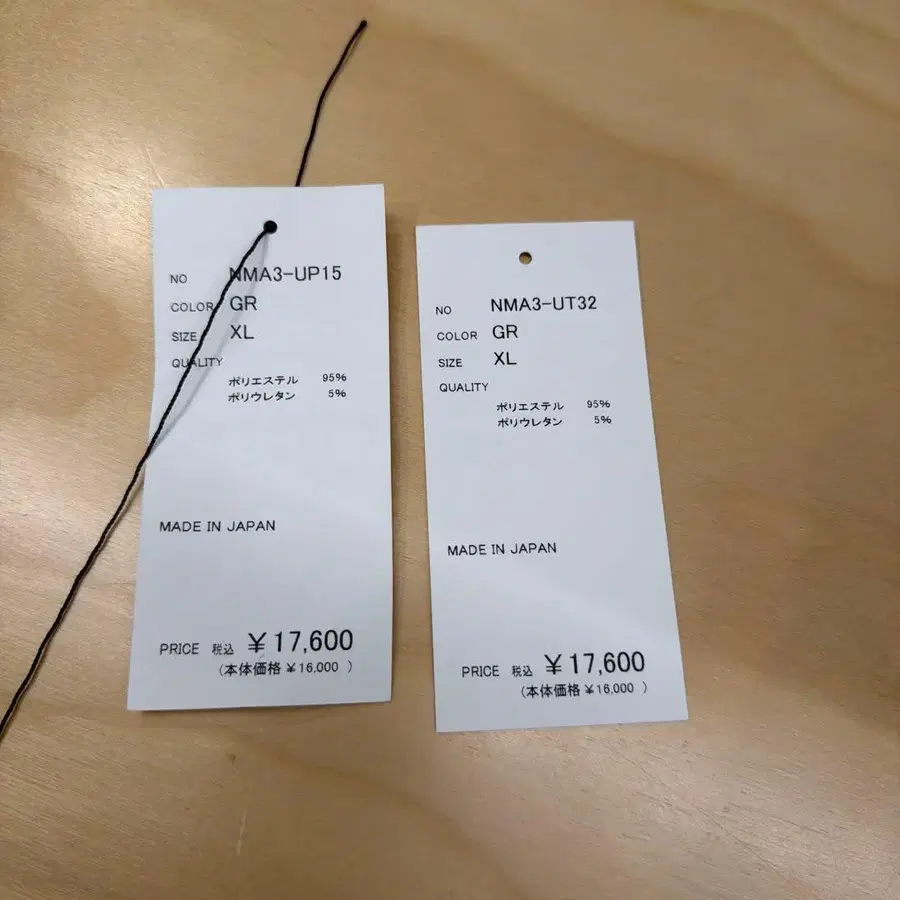 NO NMA3-UP15
COLOR GR
SIZE XL
QUALITY
ポリエステル 95%
ポリウレタン 5%
MADE IN JAPAN
PRICE 税込 ¥17,600
(本体価格 ¥16,000 )
NO NMA3-UT32
COLOR GR
SIZE XL
QUALITY
ポリエステル 95%
ポリウレタン 5%
MADE IN JAPAN
PRICE 税込 ¥17,600
(本体価格 ¥16,000 )